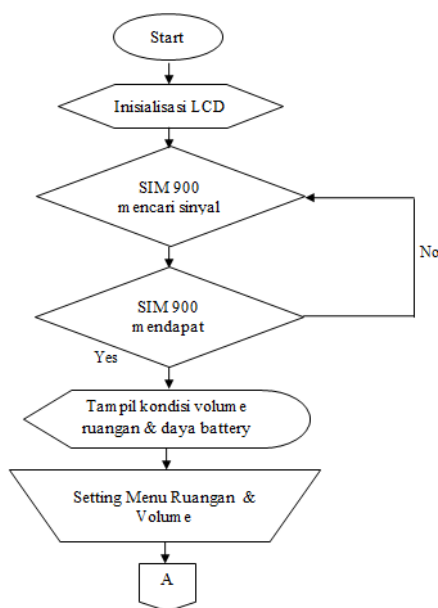 Start
Inisialisasi LCD
SIM 900
mencari sinyal
No
SIM 900
mendapat
Yes
Tampil kondisi volume
ruangan & daya battery
Setting Menu Ruangan &
Volume
A